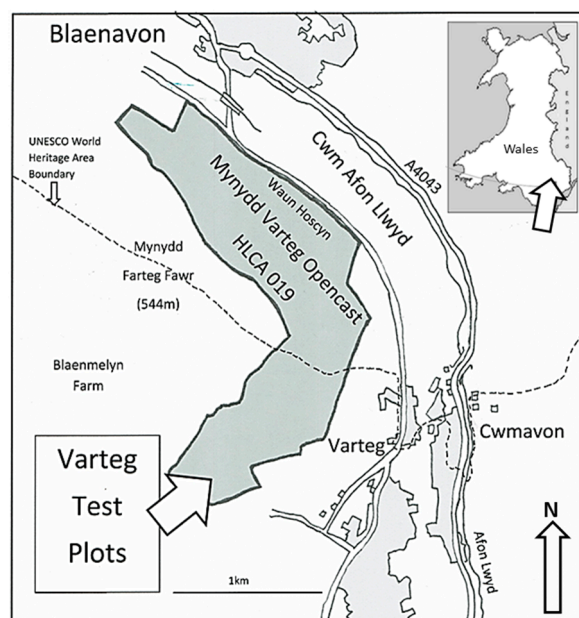 Blaenavon
England
Wales
UNESCO World
Heritage Area
Boundary
Cwm Afon Llwyd
A4043
Waun Hoscyn
Mynydd Varteg Opencast
HLCA 019
Mynydd
Farteg Fawr
(544m)
Blaenmelyn
Farm
Varteg
Cwmavon
Varteg
Test
Plots
N
Afon Lwyd
1km